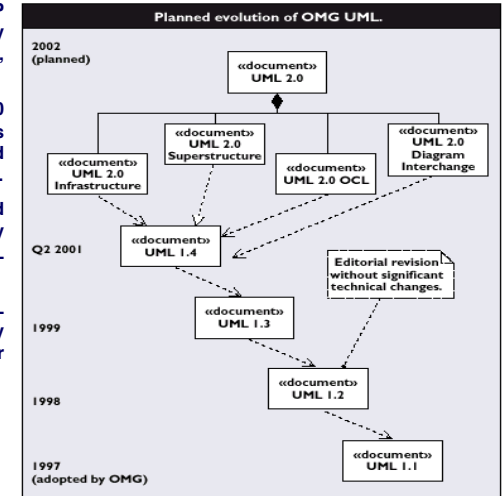 Planned evolution of OMG UML.
2002
(planned)
«document»
UML 2.0
«document»
UML 2.0
Infrastructure
«document»
UML 2.0
Superstructure
«document»
UML 2.0 OCL
«document»
UML 2.0
Diagram
Interchange
Q2 2001
«document»
UML 1.4
Editorial revision
without significant
technical changes.
1999
«document»
UML 1.3
1998
«document»
UML 1.2
1997
(adopted by OMG)
«document»
UML 1.1